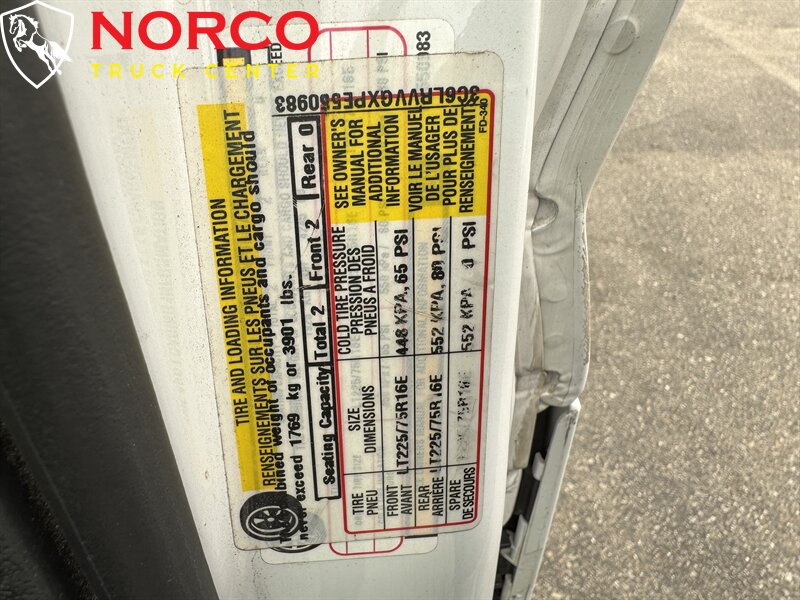 NORCO
TRUCK CENTER
3C6LRVVGXPE560983
TIRE AND LOADING INFORMATION
RENSEIGNEMENTS SUR LES PNEUS ET LE CHARGEMENT
weight of occupants and cargo should
never exceed 1769 kg or 3901 lbs.
Seating Capacity Total 2 Front 2 Rear 0
TIRE SIZE COLD TIRE PRESSURE SEE OWNER'S
PNEU DIMENSIONS PRESSION DES PNEUS A FROID MANUAL FOR ADDITIONAL INFORMATION
FRONT AVANT LT225/75R16E 448 KPA, 65 PSI
REAR ARRIÈRE LT225/75R16E 552 KPA, 80 PSI VOIR LE MANUEL DE L'USAGER
SPARE DE SECOURS 552 KPA PSI POUR PLUS DE RENSEIGNEMENTS
FD-340